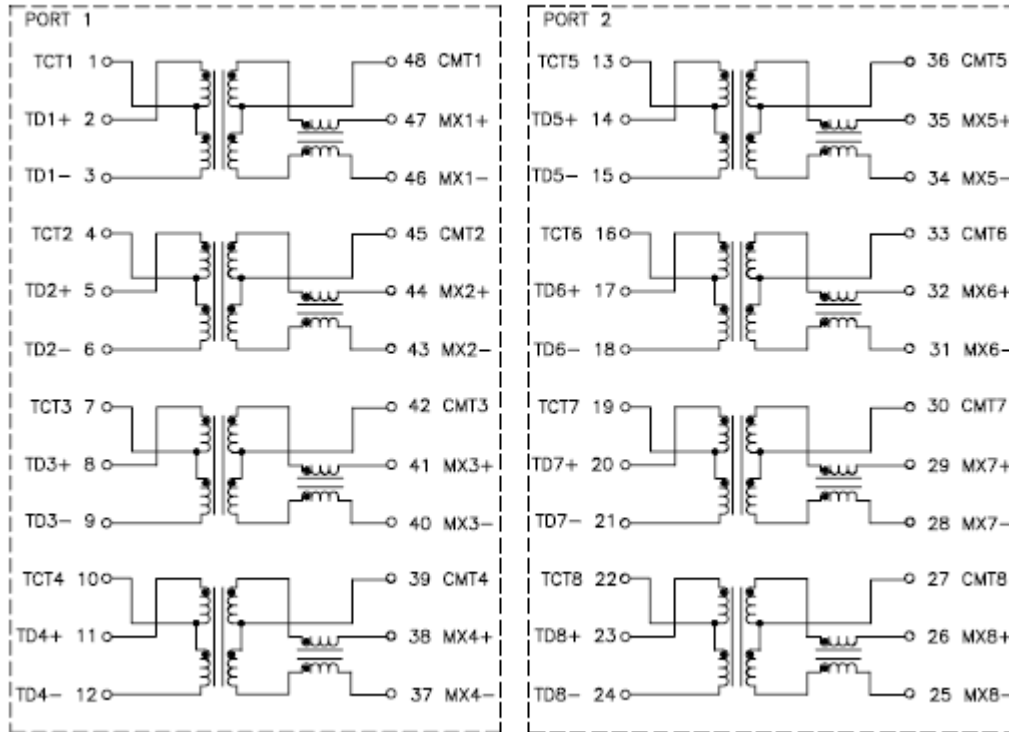 PORT 1
TCT1 1 48 CMT1
TD1+ 2 47 MX1+
TD1- 3 46 MX1-
TCT2 4 45 CMT2
TD2+ 5 44 MX2+
TD2- 6 43 MX2-
TCT3 7 42 CMT3
TD3+ 8 41 MX3+
TD3- 9 40 MX3-
TCT4 10 39 CMT4
TD4+ 11 38 MX4+
TD4- 12 37 MX4-
PORT 2
TCT5 13 36 CMT5
TD5+ 14 35 MX5+
TD5- 15 34 MX5-
TCT6 16 33 CMT6
TD6+ 17 32 MX6+
TD6- 18 31 MX6-
TCT7 19 30 CMT7
TD7+ 20 29 MX7+
TD7- 21 28 MX7-
TCT8 22 27 CMT8
TD8+ 23 26 MX8+
TD8- 24 25 MX8-